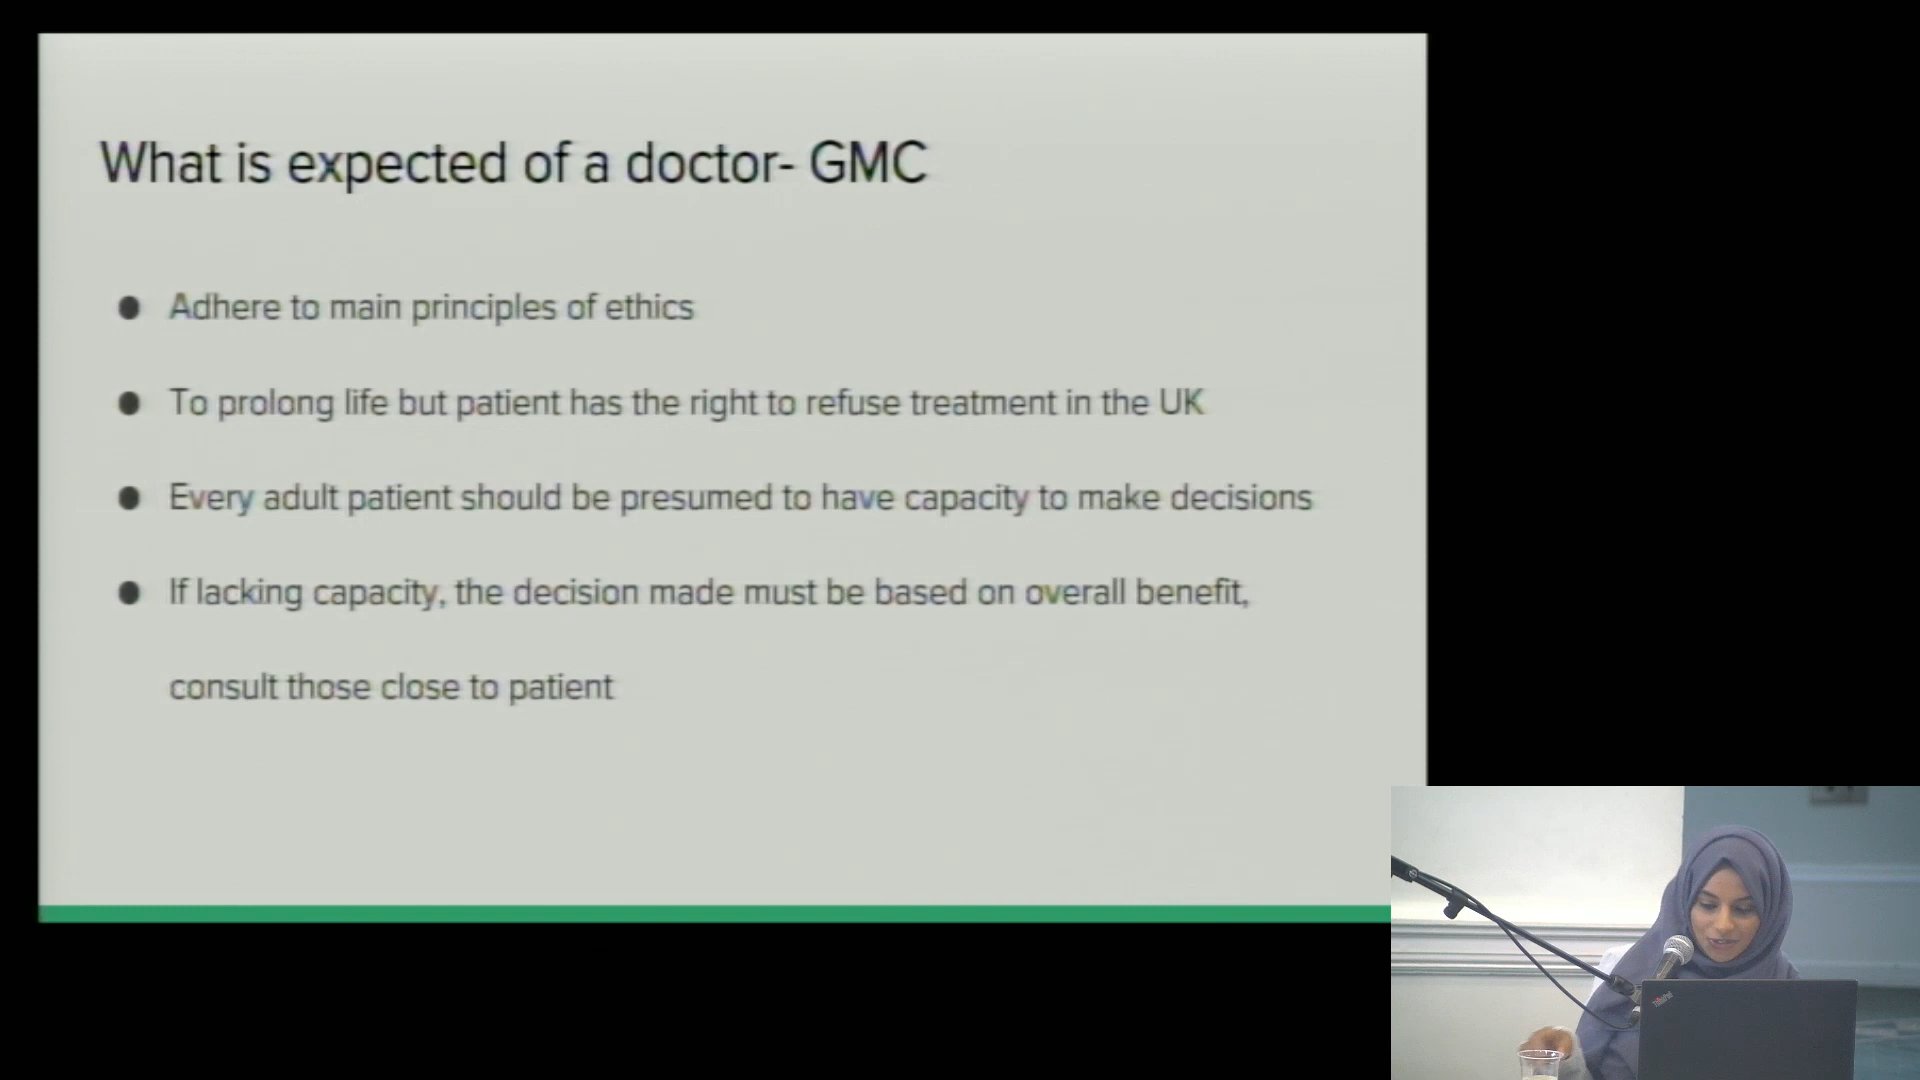 What is expected of a doctor- GMC
● Adhere to main principles of ethics
● To prolong life but patient has the right to refuse treatment in the UK
● Every adult patient should be presumed to have capacity to make decisions
● If lacking capacity, the decision made must be based on overall benefit,
consult those close to patient
ThinkPad